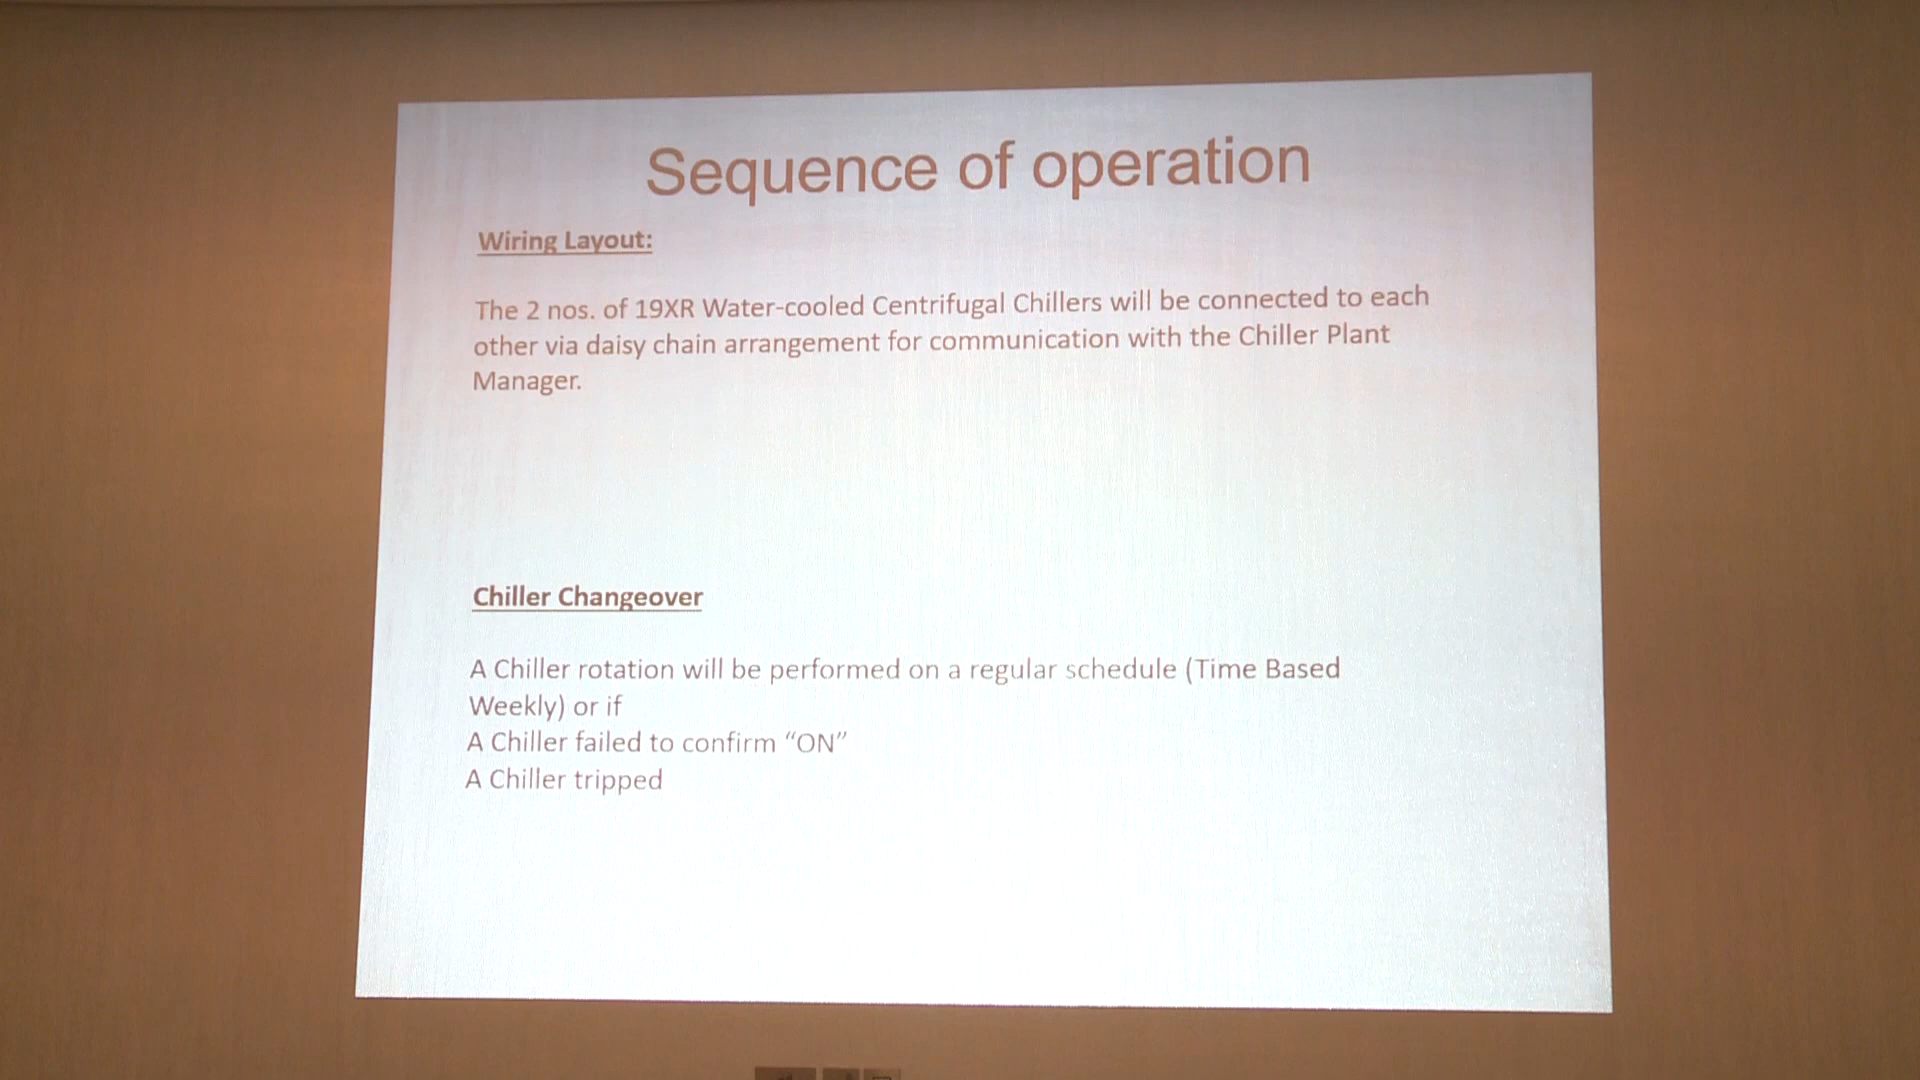 Sequence of operation
Wiring Layout:
The 2 nos. of 19XR Water-cooled Centrifugal Chillers will be connected to each
other via daisy chain arrangement for communication with the Chiller Plant
Manager.
Chiller Changeover
A Chiller rotation will be performed on a regular schedule (Time Based
Weekly) or if
A Chiller failed to confirm “ON”
A Chiller tripped